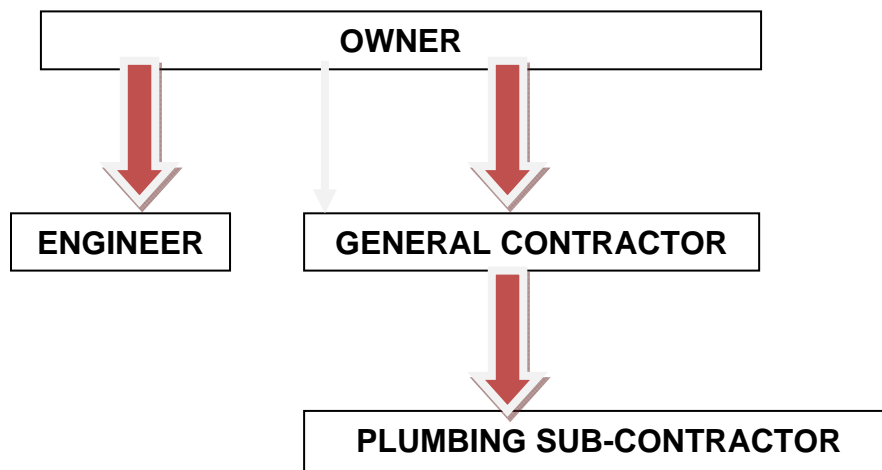 OWNER
ENGINEER
GENERAL CONTRACTOR
PLUMBING SUB-CONTRACTOR